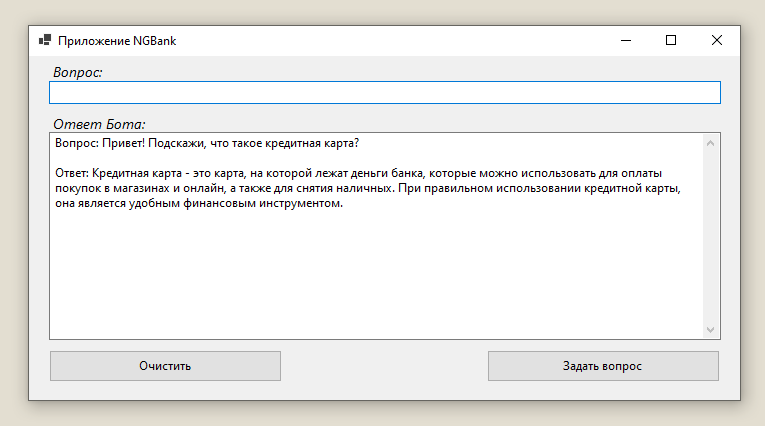 Приложение NGBank
Вопрос:
Ответ Бота:
Вопрос: Привет! Подскажи, что такое кредитная карта?
Ответ: Кредитная карта - это карта, на которой лежат деньги банка, которые можно использовать для оплаты
покупок в магазинах и онлайн, а также для снятия наличных. При правильном использовании кредитной карты,
она является удобным финансовым инструментом.
Очистить
Задать вопрос